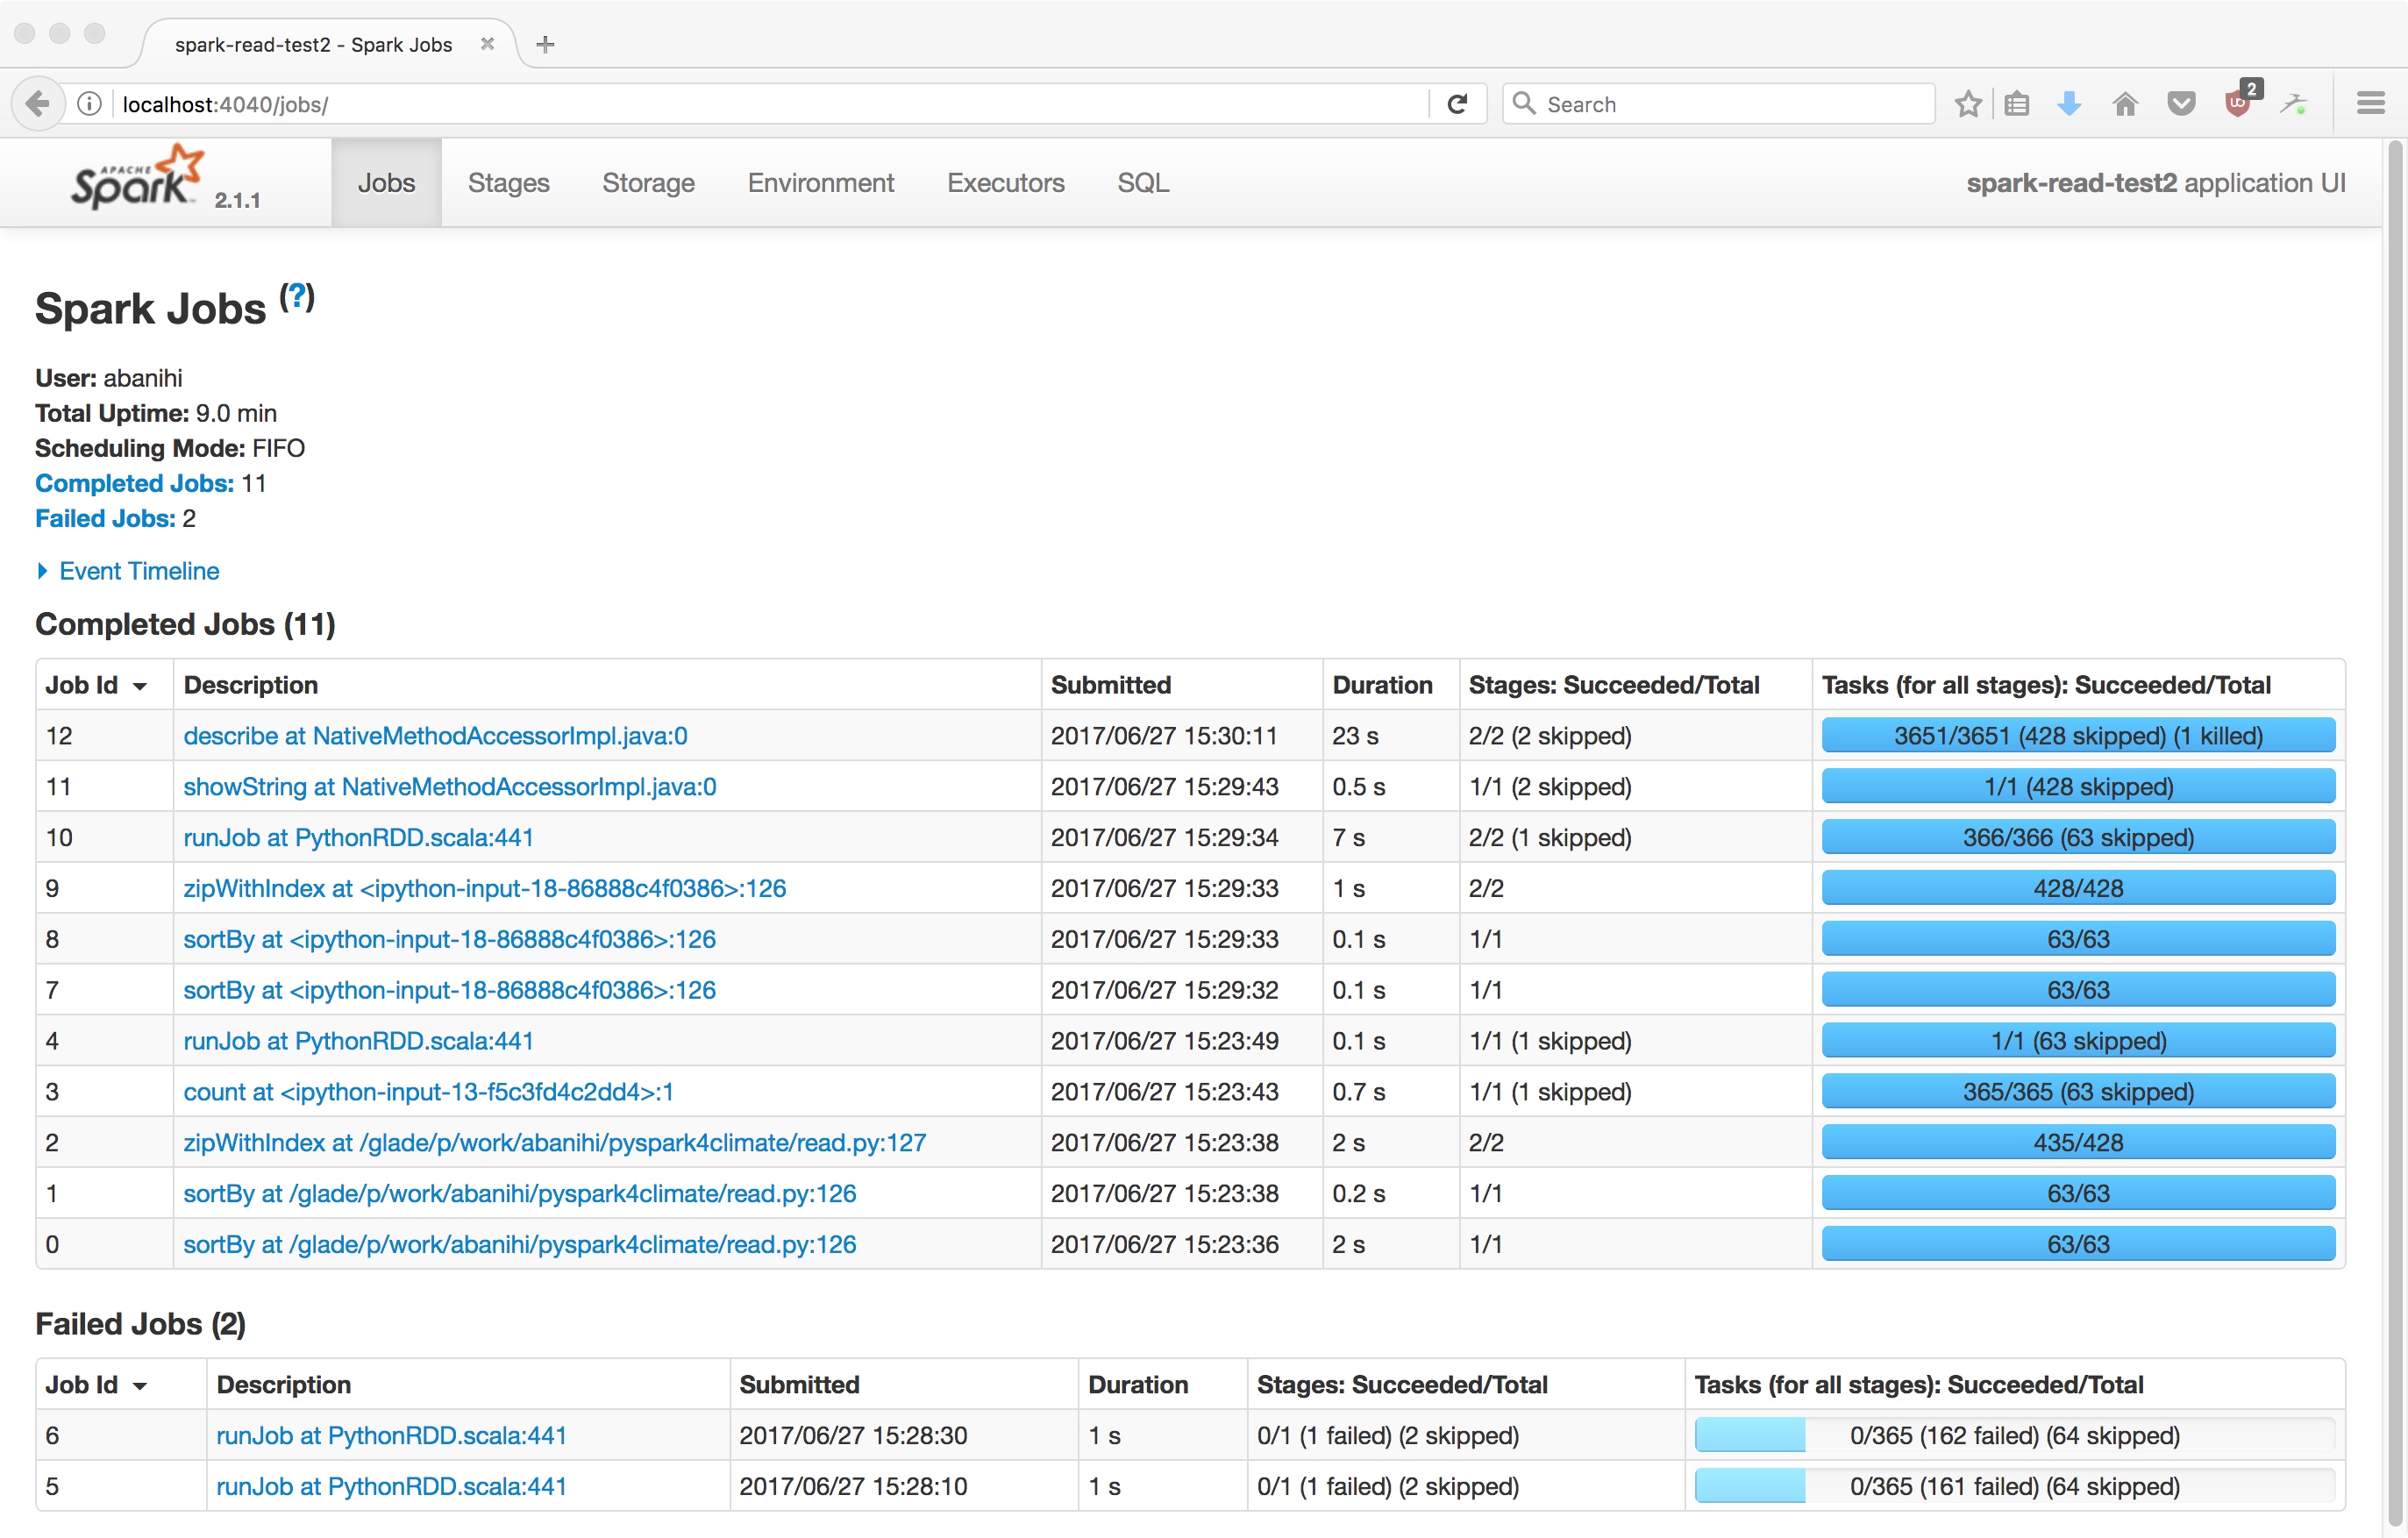 spark-read-test2 - Spark Jobs
localhost:4040/jobs/
Search
2
APACHE
Spark 2.1.1
Jobs Stages Storage Environment Executors SQL spark-read-test2 application UI
Spark Jobs (?)
User: abanihi
Total Uptime: 9.0 min
Scheduling Mode: FIFO
Completed Jobs: 11
Failed Jobs: 2
Event Timeline
Completed Jobs (11)
Job Id Description Submitted Duration Stages: Succeeded/Total Tasks (for all stages): Succeeded/Total
12 describe at NativeMethodAccessorImpl.java:0 2017/06/27 15:30:11 23 s 2/2 (2 skipped) 3651/3651 (428 skipped) (1 killed)
11 showString at NativeMethodAccessorImpl.java:0 2017/06/27 15:29:43 0.5 s 1/1 (2 skipped) 1/1 (428 skipped)
10 runJob at PythonRDD.scala:441 2017/06/27 15:29:34 7 s 2/2 (1 skipped) 366/366 (63 skipped)
9 zipWithIndex at <ipython-input-18-86888c4f0386>:126 2017/06/27 15:29:33 1 s 2/2 428/428
8 sortBy at <ipython-input-18-86888c4f0386>:126 2017/06/27 15:29:33 0.1 s 1/1 63/63
7 sortBy at <ipython-input-18-86888c4f0386>:126 2017/06/27 15:29:32 0.1 s 1/1 63/63
4 runJob at PythonRDD.scala:441 2017/06/27 15:23:49 0.1 s 1/1 (1 skipped) 1/1 (63 skipped)
3 count at <ipython-input-13-f5c3fd4c2dd4>:1 2017/06/27 15:23:43 0.7 s 1/1 (1 skipped) 365/365 (63 skipped)
2 zipWithIndex at /glade/p/work/abanihi/pyspark4climate/read.py:127 2017/06/27 15:23:38 2 s 2/2 435/428
1 sortBy at /glade/p/work/abanihi/pyspark4climate/read.py:126 2017/06/27 15:23:38 0.2 s 1/1 63/63
0 sortBy at /glade/p/work/abanihi/pyspark4climate/read.py:126 2017/06/27 15:23:36 2 s 1/1 63/63
Failed Jobs (2)
Job Id Description Submitted Duration Stages: Succeeded/Total Tasks (for all stages): Succeeded/Total
6 runJob at PythonRDD.scala:441 2017/06/27 15:28:30 1 s 0/1 (1 failed) (2 skipped) 0/365 (162 failed) (64 skipped)
5 runJob at PythonRDD.scala:441 2017/06/27 15:28:10 1 s 0/1 (1 failed) (2 skipped) 0/365 (161 failed) (64 skipped)